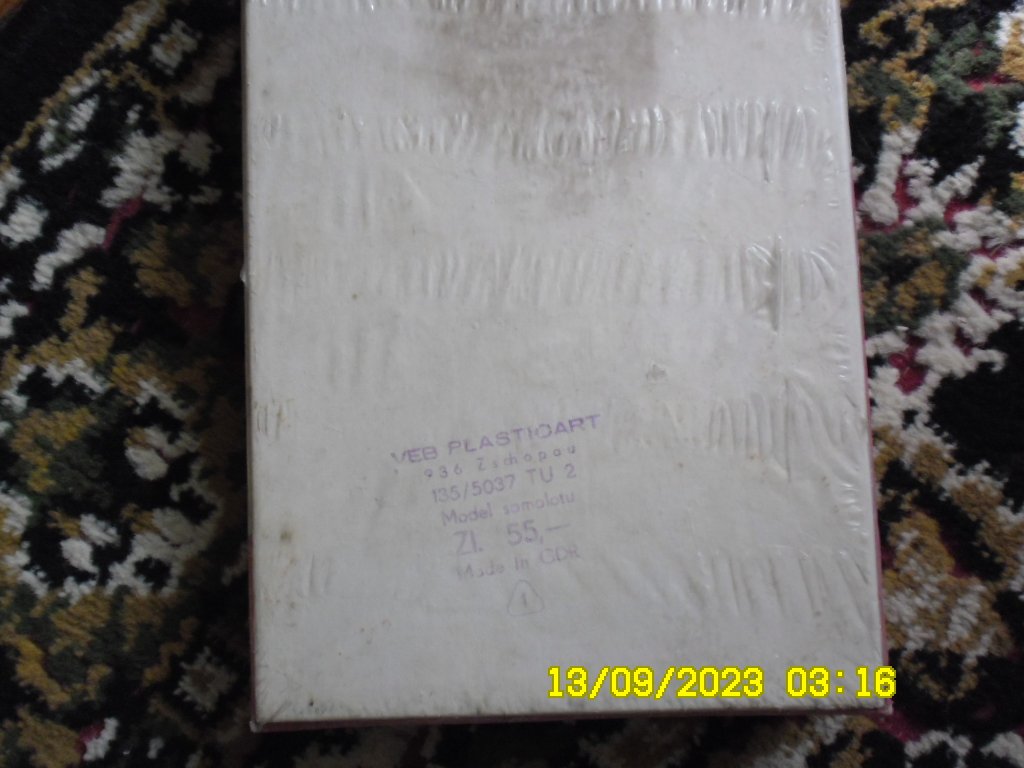 VEB PLASTICART
936 Zschopau
135/5037 TU 2
Model samolotu
Zł. 55,—
Made in GDR
1
13/09/2023 03:16